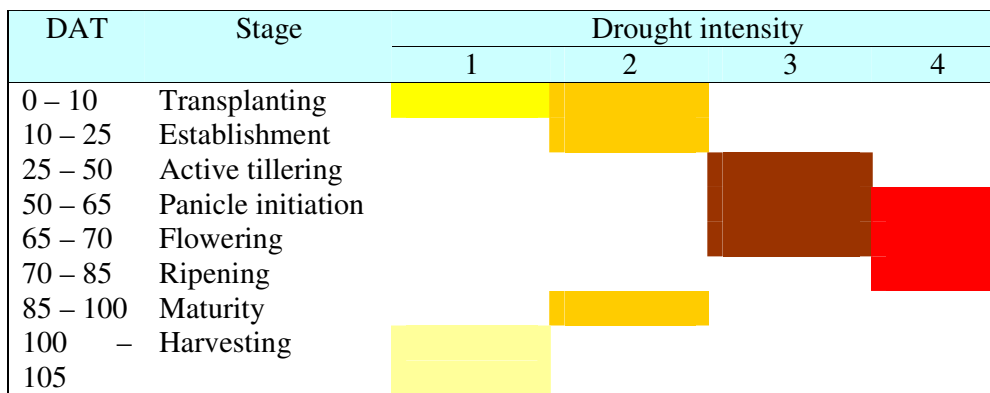 DAT Stage Drought intensity
1 2 3 4
0 – 10 Transplanting
10 – 25 Establishment
25 – 50 Active tillering
50 – 65 Panicle initiation
65 – 70 Flowering
70 – 85 Ripening
85 – 100 Maturity
100 – Harvesting
105